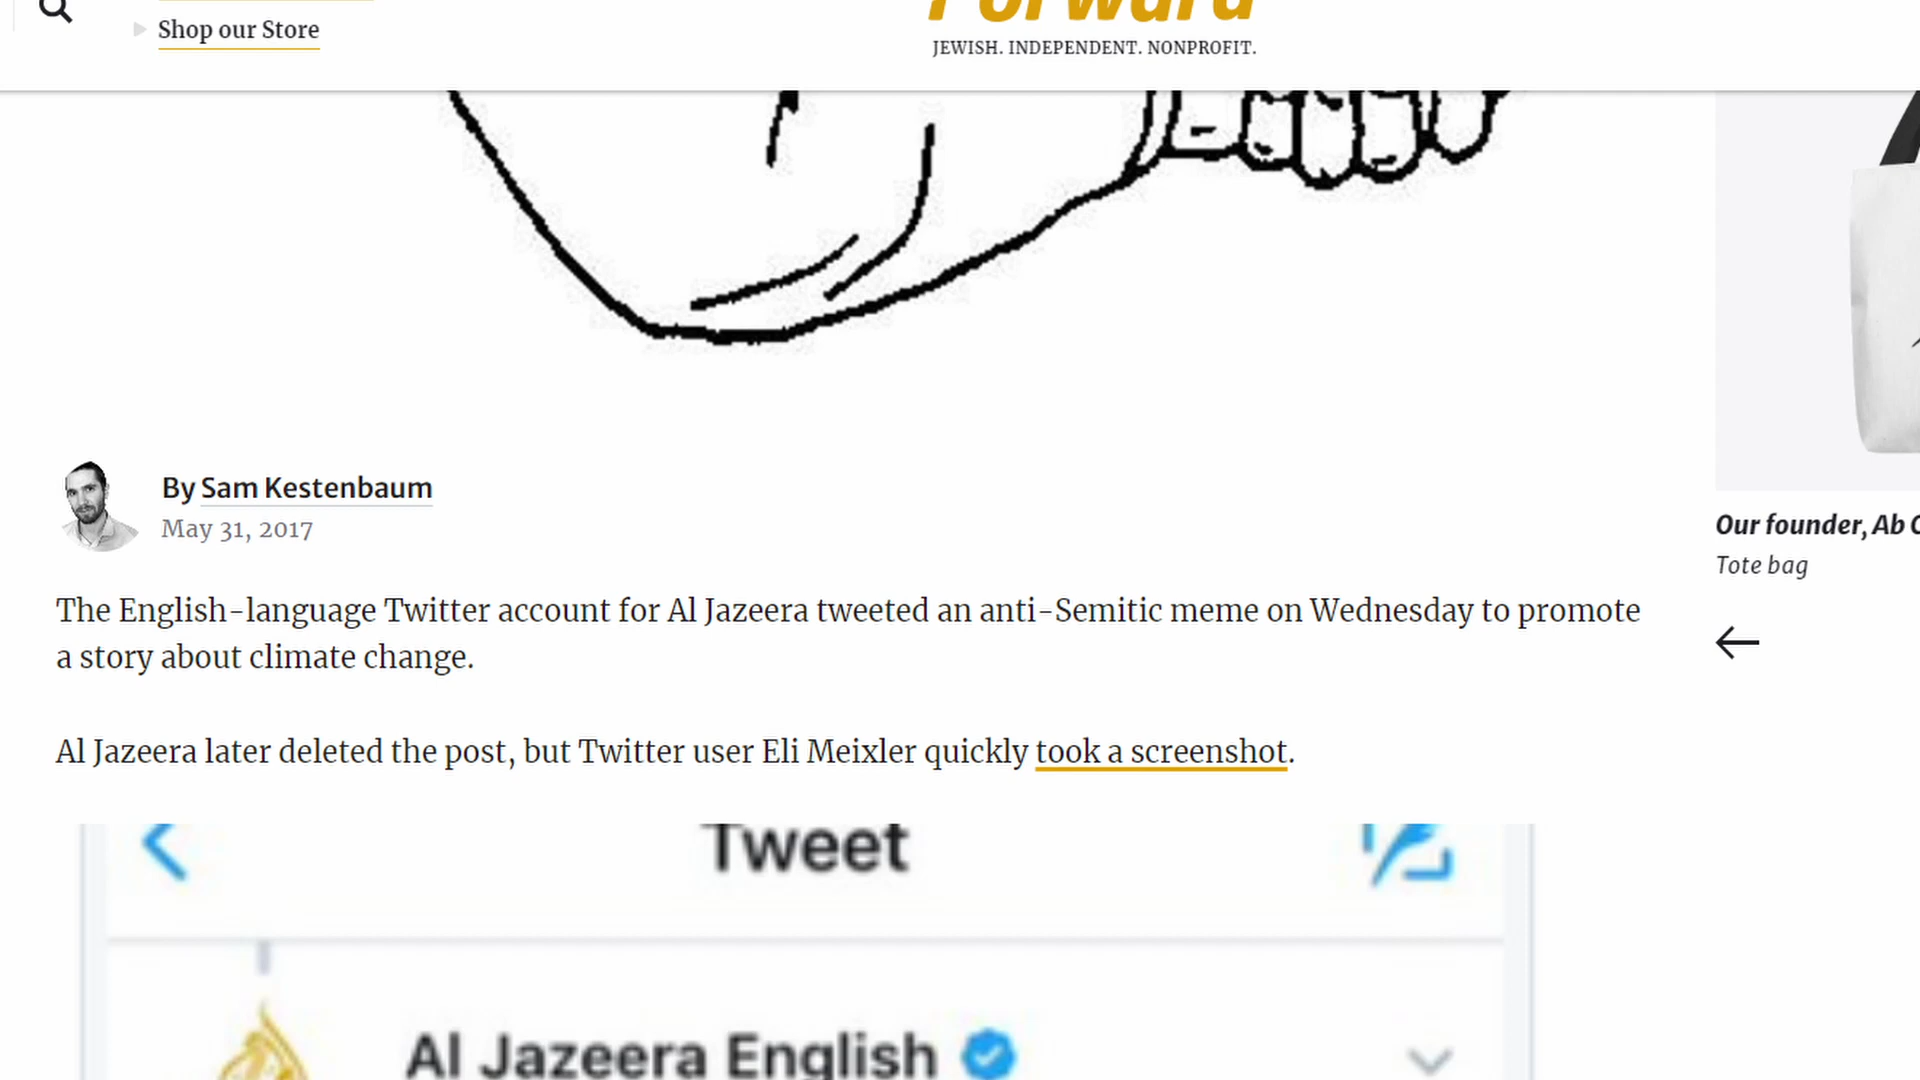 Shop our Store
Forward
JEWISH. INDEPENDENT. NONPROFIT.
By Sam Kestenbaum
May 31, 2017
Our founder, Ab
Tote bag
The English-language Twitter account for Al Jazeera tweeted an anti-Semitic meme on Wednesday to promote
a story about climate change.
Al Jazeera later deleted the post, but Twitter user Eli Meixler quickly took a screenshot.
Tweet
Al Jazeera English